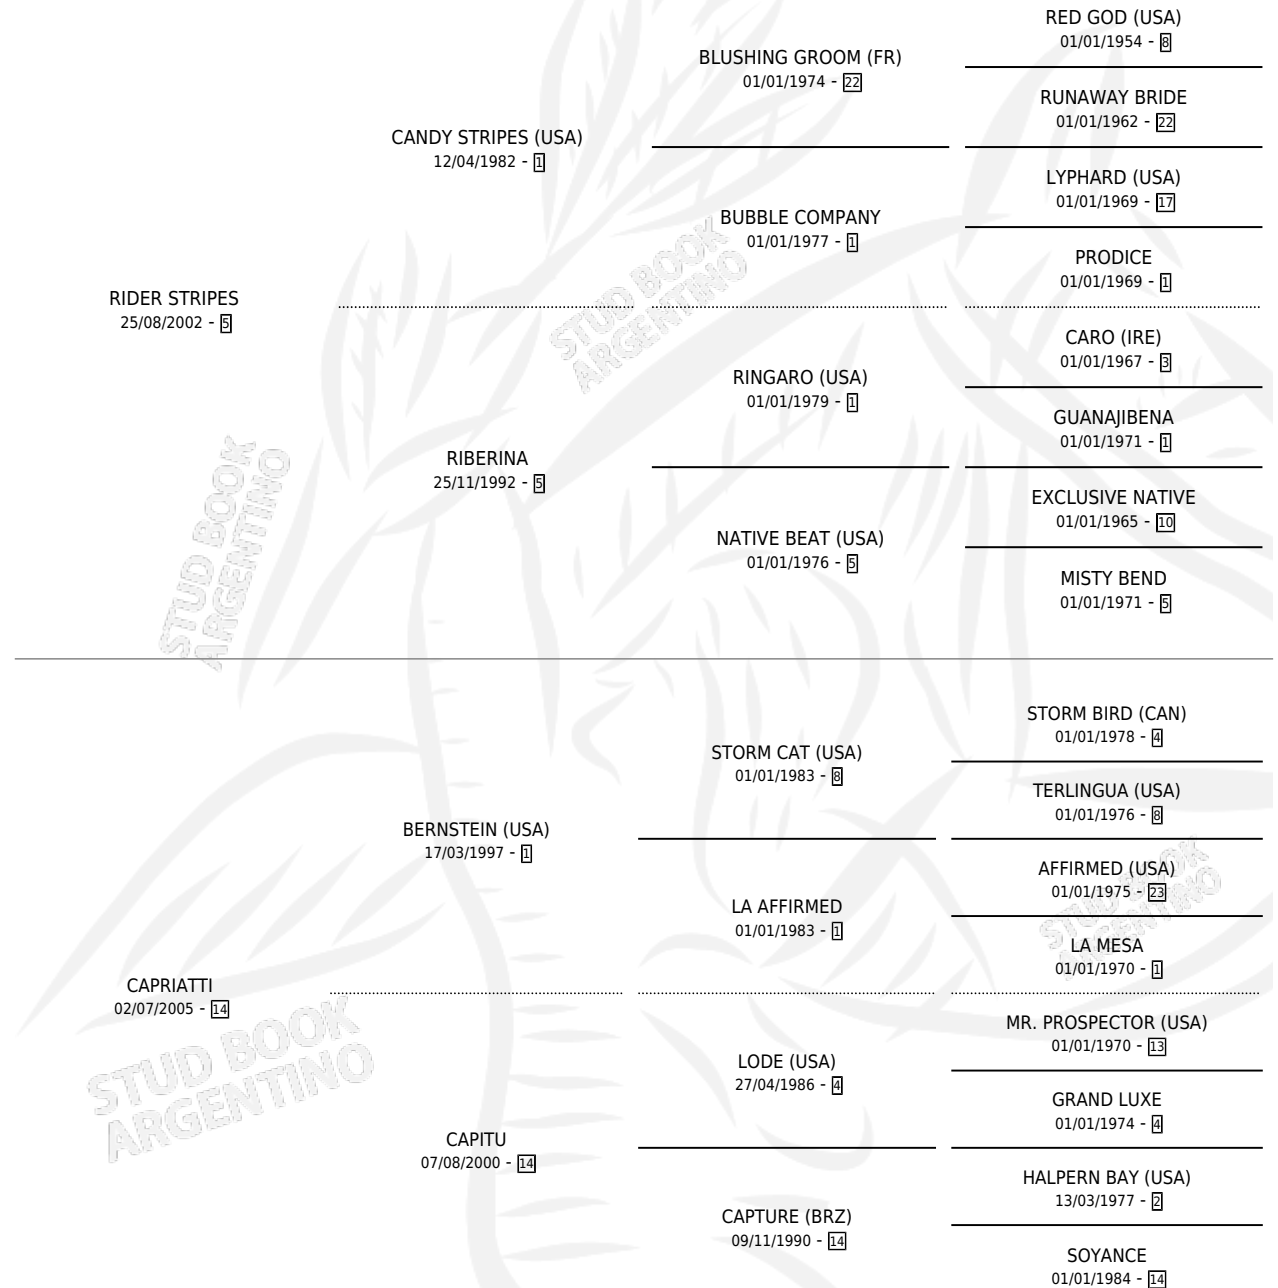 RED GOD (USA)
01/01/1954 - 8
BLUSHING GROOM (FR)
01/01/1974 - 22
RUNAWAY BRIDE
01/01/1962 - 22
CANDY STRIPES (USA)
12/04/1982 - 1
LYPHARD (USA)
01/01/1969 - 17
BUBBLE COMPANY
01/01/1977 - 1
PRODICE
01/01/1969 - 1
RIDER STRIPES
25/08/2002 - 5
CARO (IRE)
01/01/1967 - 3
RINGARO (USA)
01/01/1979 - 1
GUANAJIBENA
01/01/1971 - 1
RIBERINA
25/11/1992 - 5
EXCLUSIVE NATIVE
01/01/1965 - 10
NATIVE BEAT (USA)
01/01/1976 - 5
MISTY BEND
01/01/1971 - 5
STUD BOOK
ARGENTINO
STUD BOOK
ARGENTINO
STORM BIRD (CAN)
01/01/1978 - 4
STORM CAT (USA)
01/01/1983 - 8
TERLINGUA (USA)
01/01/1976 - 8
BERNSTEIN (USA)
17/03/1997 - 1
AFFIRMED (USA)
01/01/1975 - 23
LA AFFIRMED
01/01/1983 - 1
LA MESA
01/01/1970 - 1
STUD BOOK
ARGENTINO
CAPRIATTI
02/07/2005 - 14
MR. PROSPECTOR (USA)
01/01/1970 - 13
LODE (USA)
27/04/1986 - 4
GRAND LUXE
01/01/1974 - 4
CAPITU
07/08/2000 - 14
HALPERN BAY (USA)
13/03/1977 - 2
CAPTURE (BRZ)
09/11/1990 - 14
SOYANCE
01/01/1984 - 14
STUD BOOK
ARGENTINO